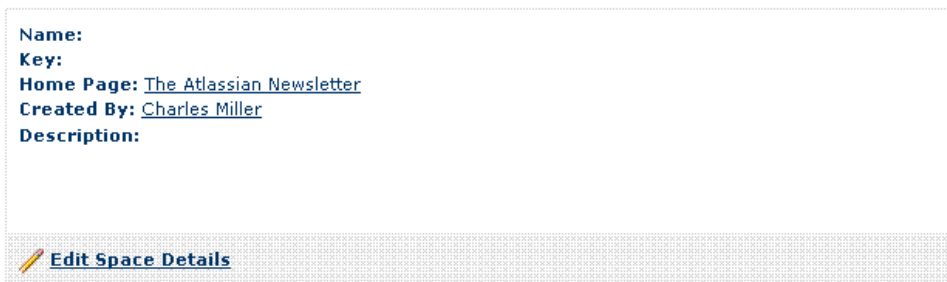 Name:
Key:
Home Page: The Atlassian Newsletter
Created By: Charles Miller
Description:
Edit Space Details